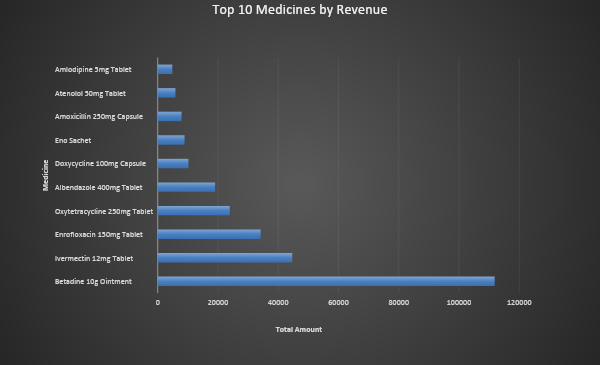 Top 10 Medicines by Revenue
Amlodipine 5mg Tablet
Atenolol 50mg Tablet
Amoxicillin 250mg Capsule
Eno Sachet
Doxycycline 100mg Capsule
Albendazole 400mg Tablet
Oxytetracycline 250mg Tablet
Enrofloxacin 150mg Tablet
Ivermectin 12mg Tablet
Betadine 10g Ointment
Medicine
0 20000 40000 60000 80000 100000 120000
Total Amount